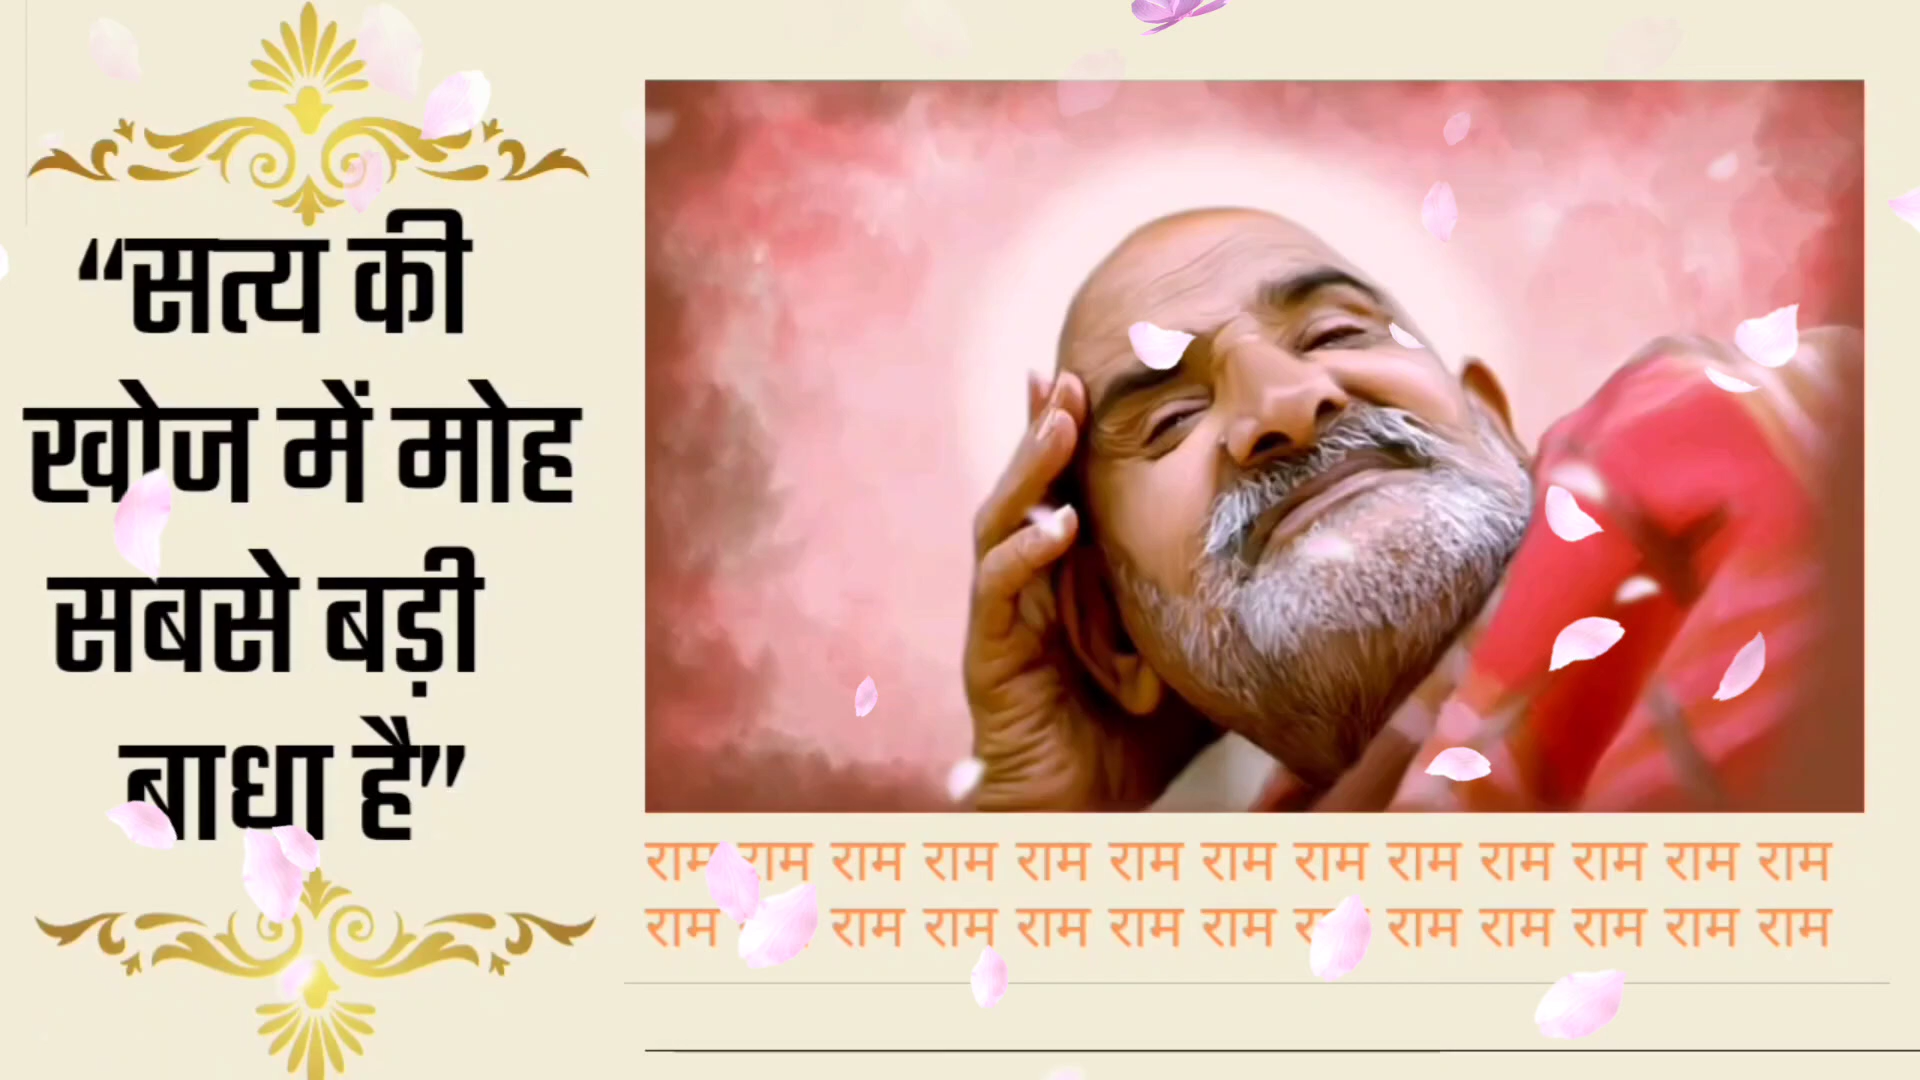 “सत्य की
खोज में मोह
सबसे बड़ी
बाधा है”
राम राम राम राम राम राम राम राम राम राम राम राम राम
राम राम राम राम राम राम राम राम राम राम राम राम